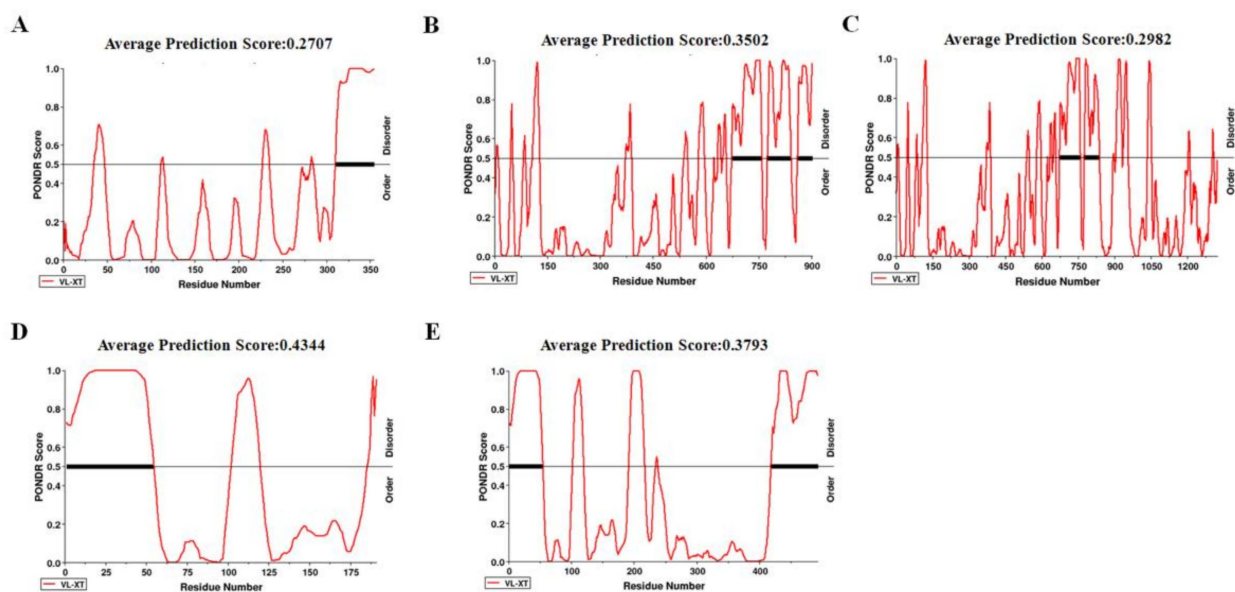 A
Average Prediction Score:0.2707
PONDR Score
1.0
0.8
0.6
0.5
0.4
0.2
0.0
Disorder
Order
0 50 100 150 200 250 300 350
Residue Number
VL-XT
B
Average Prediction Score:0.3502
PONDR Score
1.0
0.8
0.6
0.5
0.4
0.2
0.0
Disorder
Order
0 150 300 450 600 750 900
Residue Number
VL-XT
C
Average Prediction Score:0.2982
PONDR Score
1.0
0.8
0.6
0.5
0.4
0.2
0.0
Disorder
Order
0 150 300 450 600 750 900 1050 1200
Residue Number
VL-XT
D
Average Prediction Score:0.4344
PONDR Score
1.0
0.8
0.6
0.5
0.4
0.2
0.0
Disorder
Order
0 25 50 75 100 125 150 175
Residue Number
VL-XT
E
Average Prediction Score:0.3793
PONDR Score
1.0
0.8
0.6
0.5
0.4
0.2
0.0
Disorder
Order
0 100 200 300 400
Residue Number
VL-XT